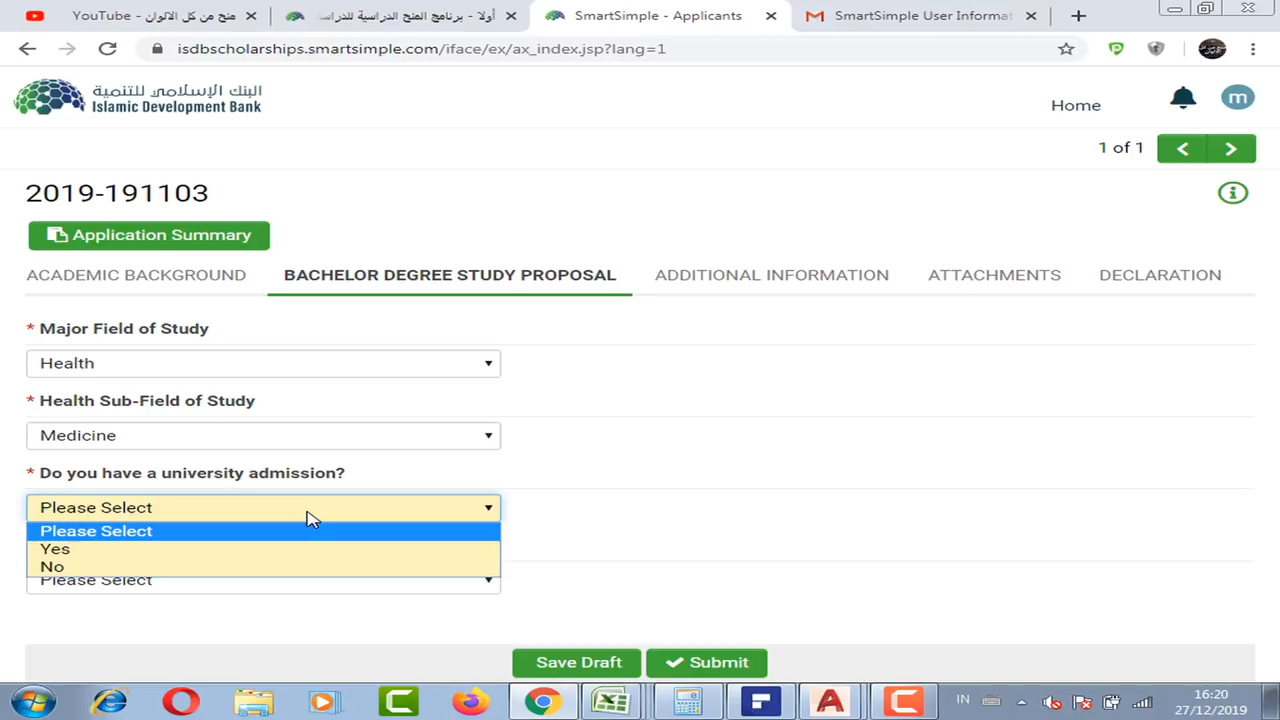 YouTube - منح من كل الالوان
أولا - برنامج المنح الدراسية للدراسا
SmartSimple - Applicants
SmartSimple User Informat
isdbscholarships.smartsimple.com/iface/ex/ax_index.jsp?lang=1
البنك الإسلامي للتنمية
Islamic Development Bank
Home
m
1 of 1
2019-191103
Application Summary
ACADEMIC BACKGROUND
BACHELOR DEGREE STUDY PROPOSAL
ADDITIONAL INFORMATION
ATTACHMENTS
DECLARATION
* Major Field of Study
Health
* Health Sub-Field of Study
Medicine
* Do you have a university admission?
Please Select
Please Select
Yes
No
Please Select
Save Draft
Submit
IN
16:20
27/12/2019